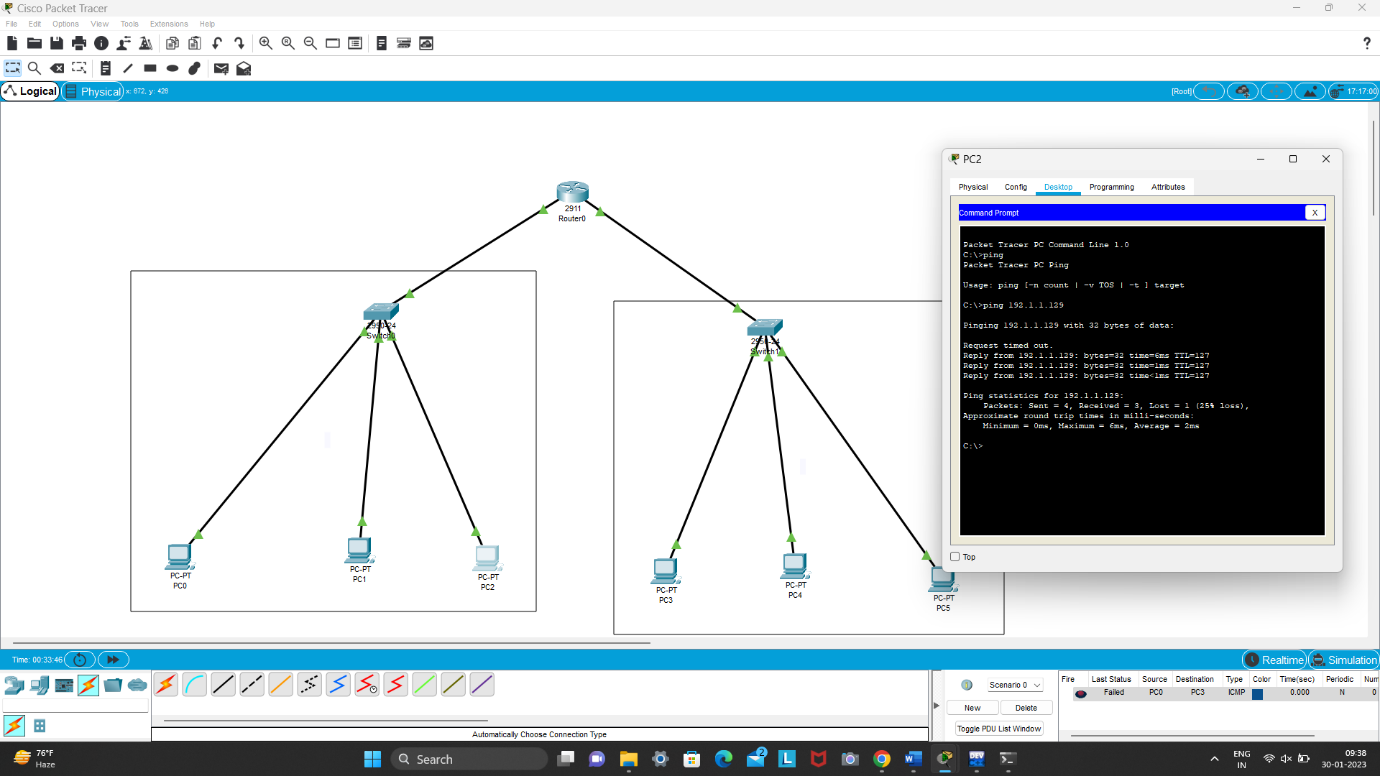 Cisco Packet Tracer
File Edit Options View Tools Extensions Help
?
Logical Physical x: 672, y: 428 [Root] 17:17:00
2911
Router0
Switch0
Switch1
PC-PT
PC0
PC-PT
PC1
PC-PT
PC2
PC-PT
PC3
PC-PT
PC4
PC-PT
PC5
PC2
Physical Config Desktop Programming Attributes
Command Prompt X
Packet Tracer PC Command Line 1.0
C:\>ping
Packet Tracer PC Ping
Usage: ping [-n count | -v TOS | -t ] target
C:\>ping 192.1.1.129
Pinging 192.1.1.129 with 32 bytes of data:
Request timed out.
Reply from 192.1.1.129: bytes=32 time=6ms TTL=127
Reply from 192.1.1.129: bytes=32 time=1ms TTL=127
Reply from 192.1.1.129: bytes=32 time<1ms TTL=127
Ping statistics for 192.1.1.129:
Packets: Sent = 4, Received = 3, Lost = 1 (25% loss),
Approximate round trip times in milli-seconds:
Minimum = 0ms, Maximum = 6ms, Average = 2ms
C:\>
Top
Time: 00:33:46 Realtime Simulation
Scenario 0
New Delete
Toggle PDU List Window
Fire Last Status Source Destination Type Color Time(sec) Periodic Num
Failed PC0 PC3 ICMP 0.000 N 0
Automatically Choose Connection Type
76°F
Haze
Search
2
L
W
DEV
ENG
IN
09:38
30-01-2023